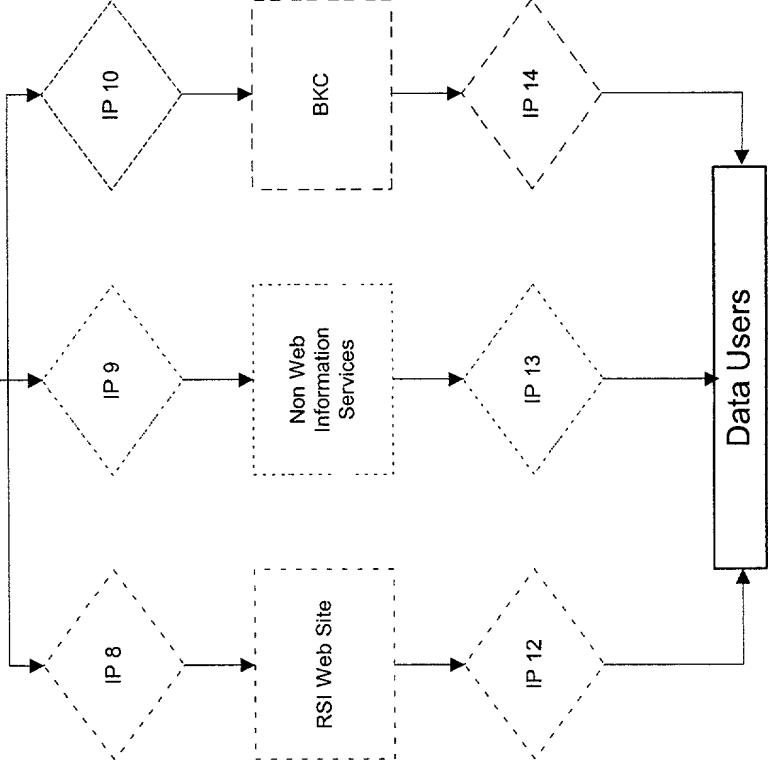 IP 10
BKC
IP 14
IP 9
Non Web
Information
Services
IP 13
IP 8
RSI Web Site
IP 12
Data Users